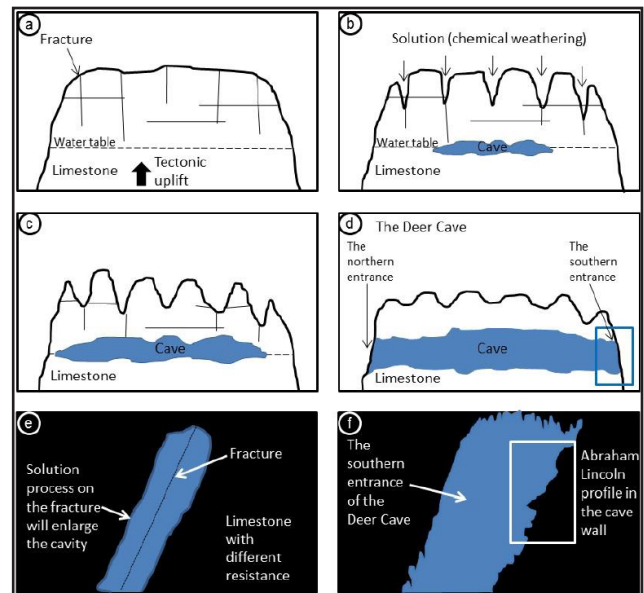 a
Fracture
Water table
Limestone
Tectonic
uplift
b
Solution (chemical weathering)
Water table
Cave
Limestone
c
Cave
Limestone
d
The Deer Cave
The
northern
entrance
The
southern
entrance
Cave
Limestone
e
Fracture
Solution
process on
the fracture
will enlarge
the cavity
Limestone
with
different
resistance
f
The
southern
entrance
of the
Deer Cave
Abraham
Lincoln
profile in
the cave
wall